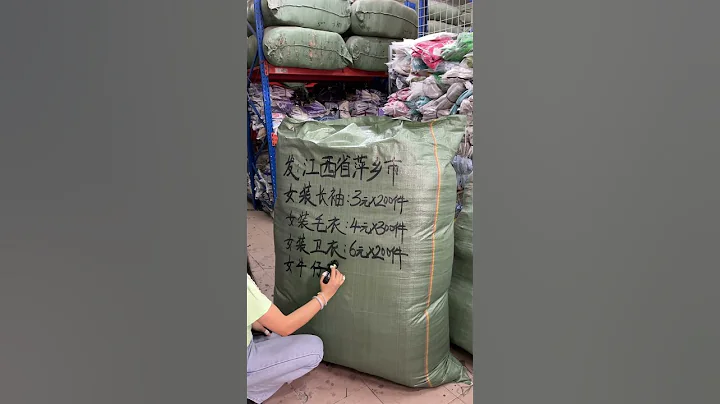 发:江西省萍乡市
女装长袖:3元X200件
女装毛衣:4元X300件
女装卫衣:6元X200件
女牛仔